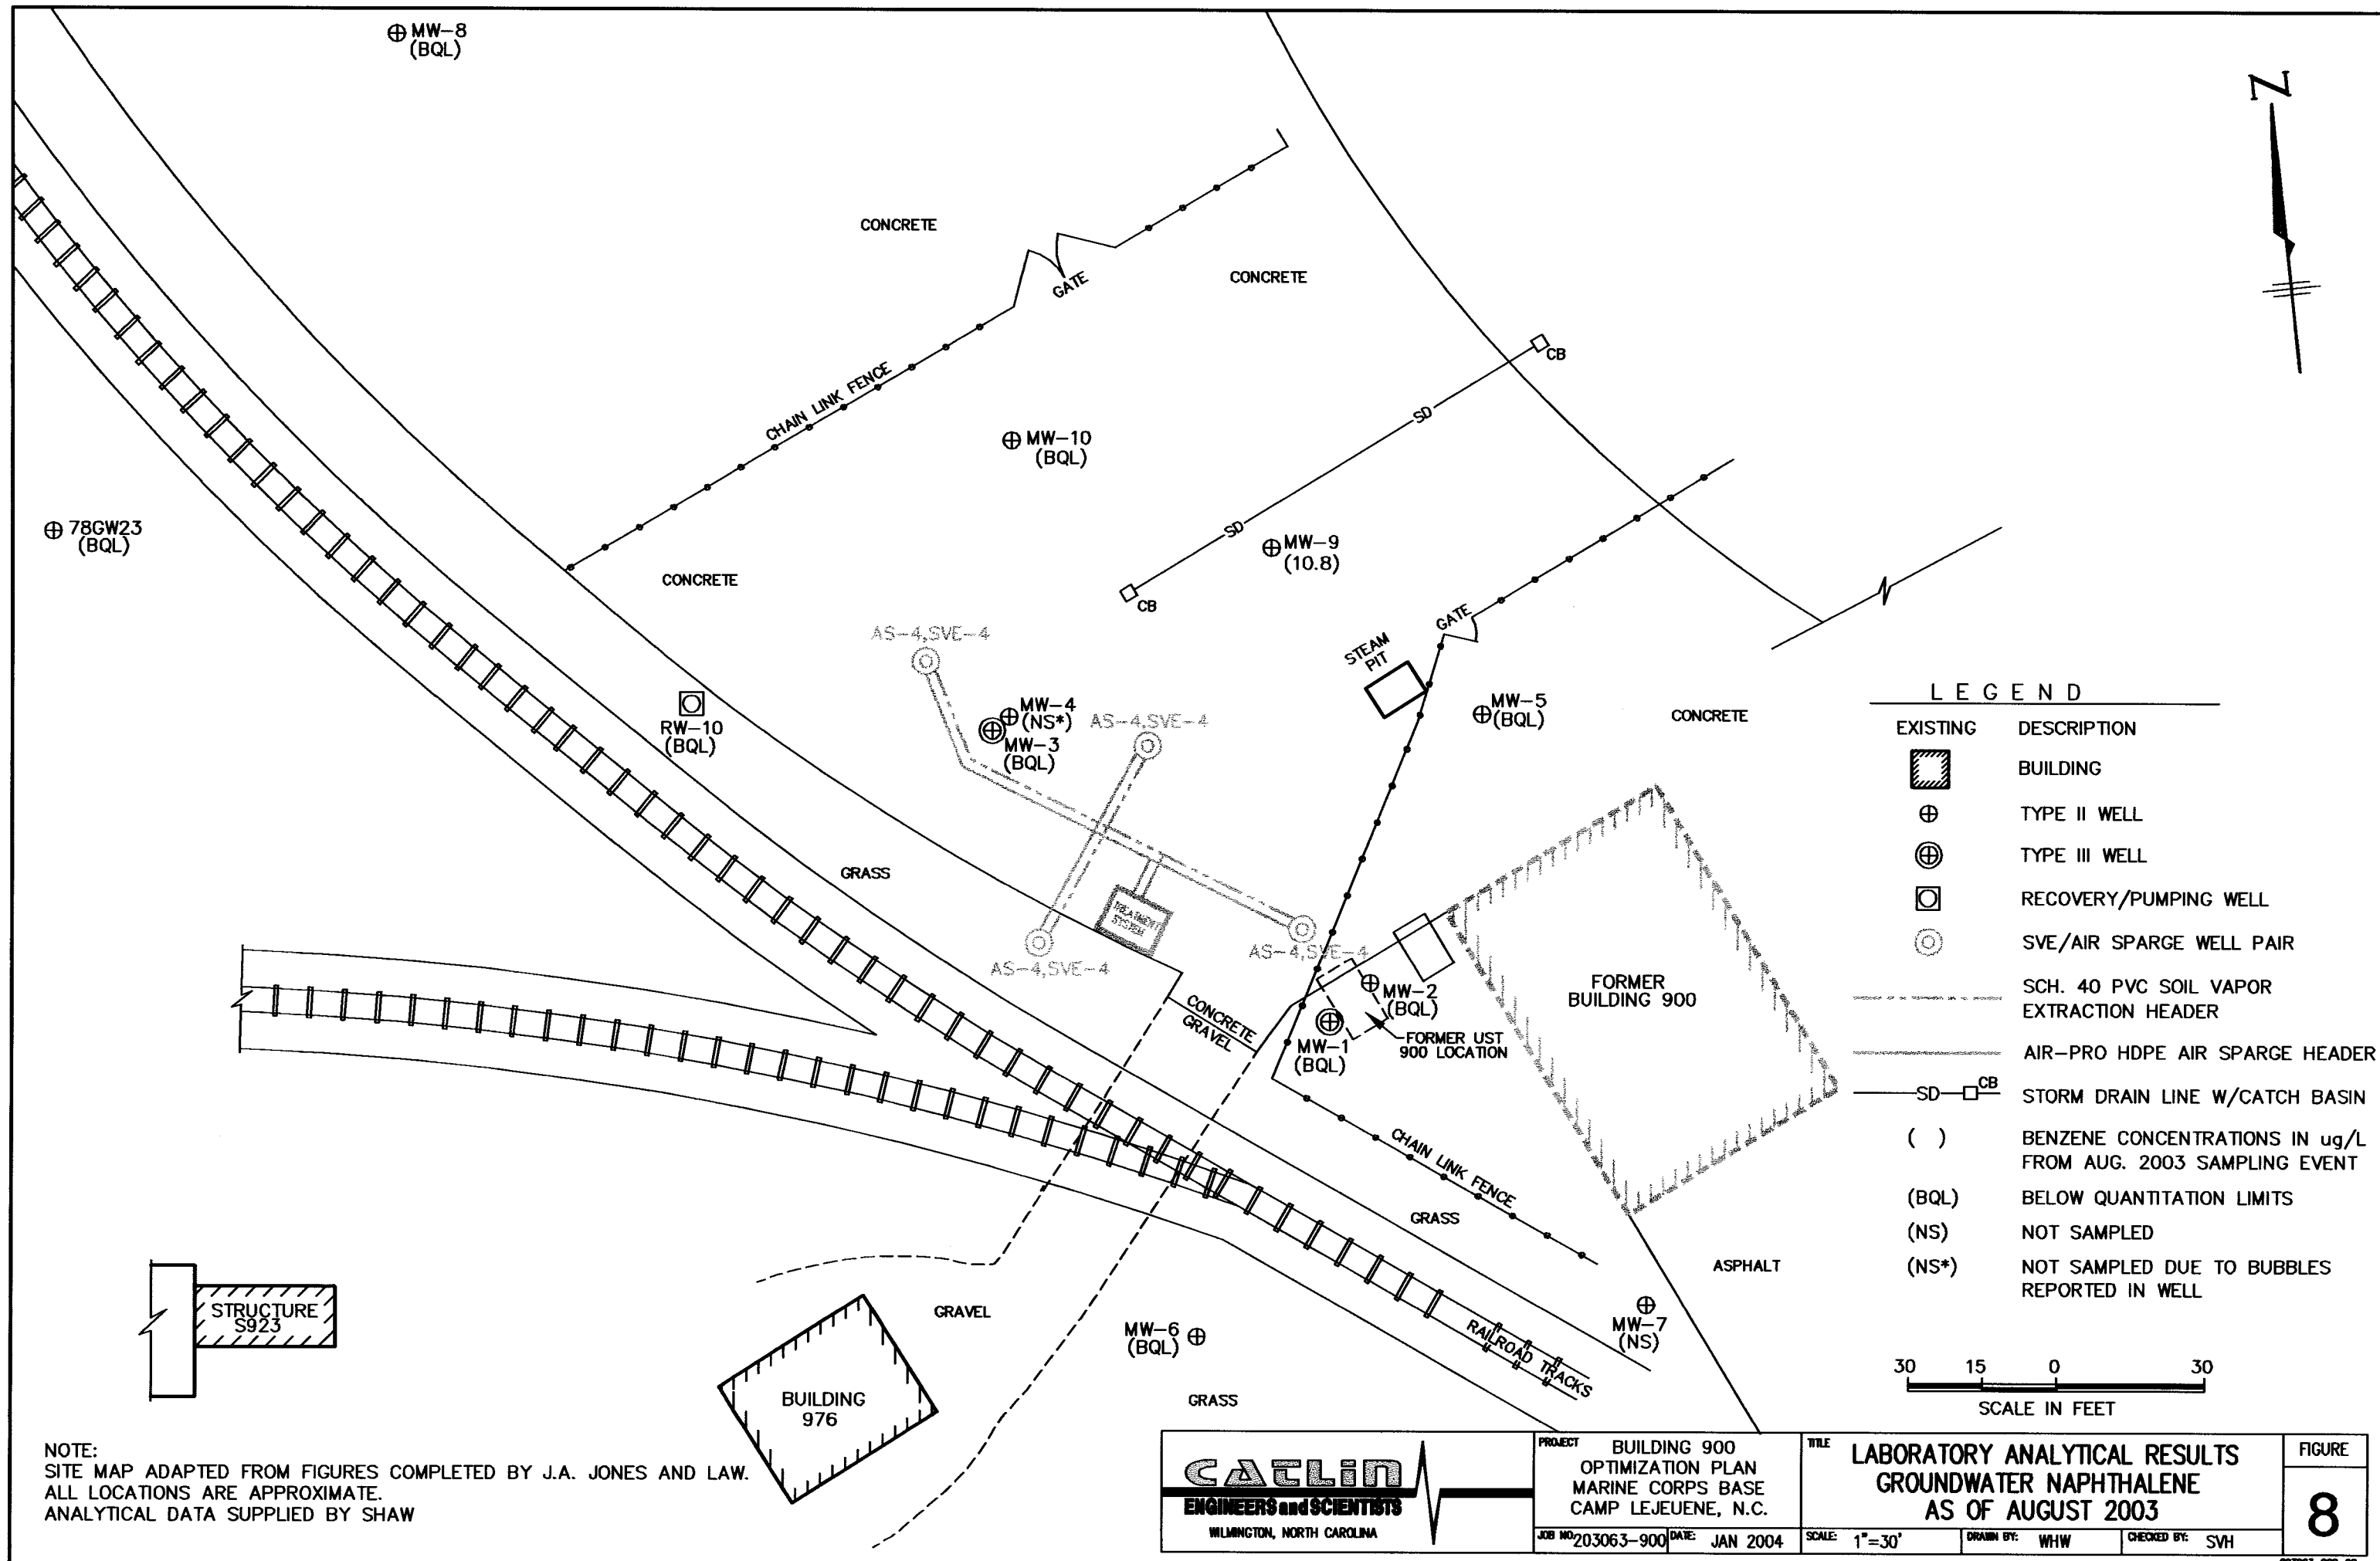 MW-8
(BQL)
N
CONCRETE
GATE
CONCRETE
CHAIN LINK FENCE
CB
SD
MW-10
(BQL)
78GW23
(BQL)
SD
MW-9
(10.8)
CONCRETE
CB
GATE
STEAM
PIT
AS-4,SVE-4
RW-10
(BQL)
MW-4
(NS*)
MW-3
(BQL)
AS-4,SVE-4
MW-5
(BQL)
CONCRETE
GRASS
TREATMENT
SYSTEM
AS-4,SVE-4
AS-4,SVE-4
CONCRETE
GRAVEL
MW-2
(BQL)
MW-1
(BQL)
FORMER UST
900 LOCATION
FORMER
BUILDING 900
CHAIN LINK FENCE
GRASS
ASPHALT
STRUCTURE
S923
GRAVEL
MW-6
(BQL)
MW-7
(NS)
RAILROAD TRACKS
BUILDING
976
GRASS
LEGEND
EXISTING DESCRIPTION
BUILDING
TYPE II WELL
TYPE III WELL
RECOVERY/PUMPING WELL
SVE/AIR SPARGE WELL PAIR
SCH. 40 PVC SOIL VAPOR
EXTRACTION HEADER
AIR-PRO HDPE AIR SPARGE HEADER
SD CB STORM DRAIN LINE W/CATCH BASIN
( ) BENZENE CONCENTRATIONS IN ug/L
FROM AUG. 2003 SAMPLING EVENT
(BQL) BELOW QUANTITATION LIMITS
(NS) NOT SAMPLED
(NS*) NOT SAMPLED DUE TO BUBBLES
REPORTED IN WELL
30 15 0 30
SCALE IN FEET
NOTE:
SITE MAP ADAPTED FROM FIGURES COMPLETED BY J.A. JONES AND LAW.
ALL LOCATIONS ARE APPROXIMATE.
ANALYTICAL DATA SUPPLIED BY SHAW
CATLIN
ENGINEERS and SCIENTISTS
WILMINGTON, NORTH CAROLINA
PROJECT BUILDING 900
OPTIMIZATION PLAN
MARINE CORPS BASE
CAMP LEJEUENE, N.C.
JOB NO. 203063-900 DATE: JAN 2004
TITLE LABORATORY ANALYTICAL RESULTS
GROUNDWATER NAPHTHALENE
AS OF AUGUST 2003
SCALE: 1"=30' DRAWN BY: WHW CHECKED BY: SVH
FIGURE
8